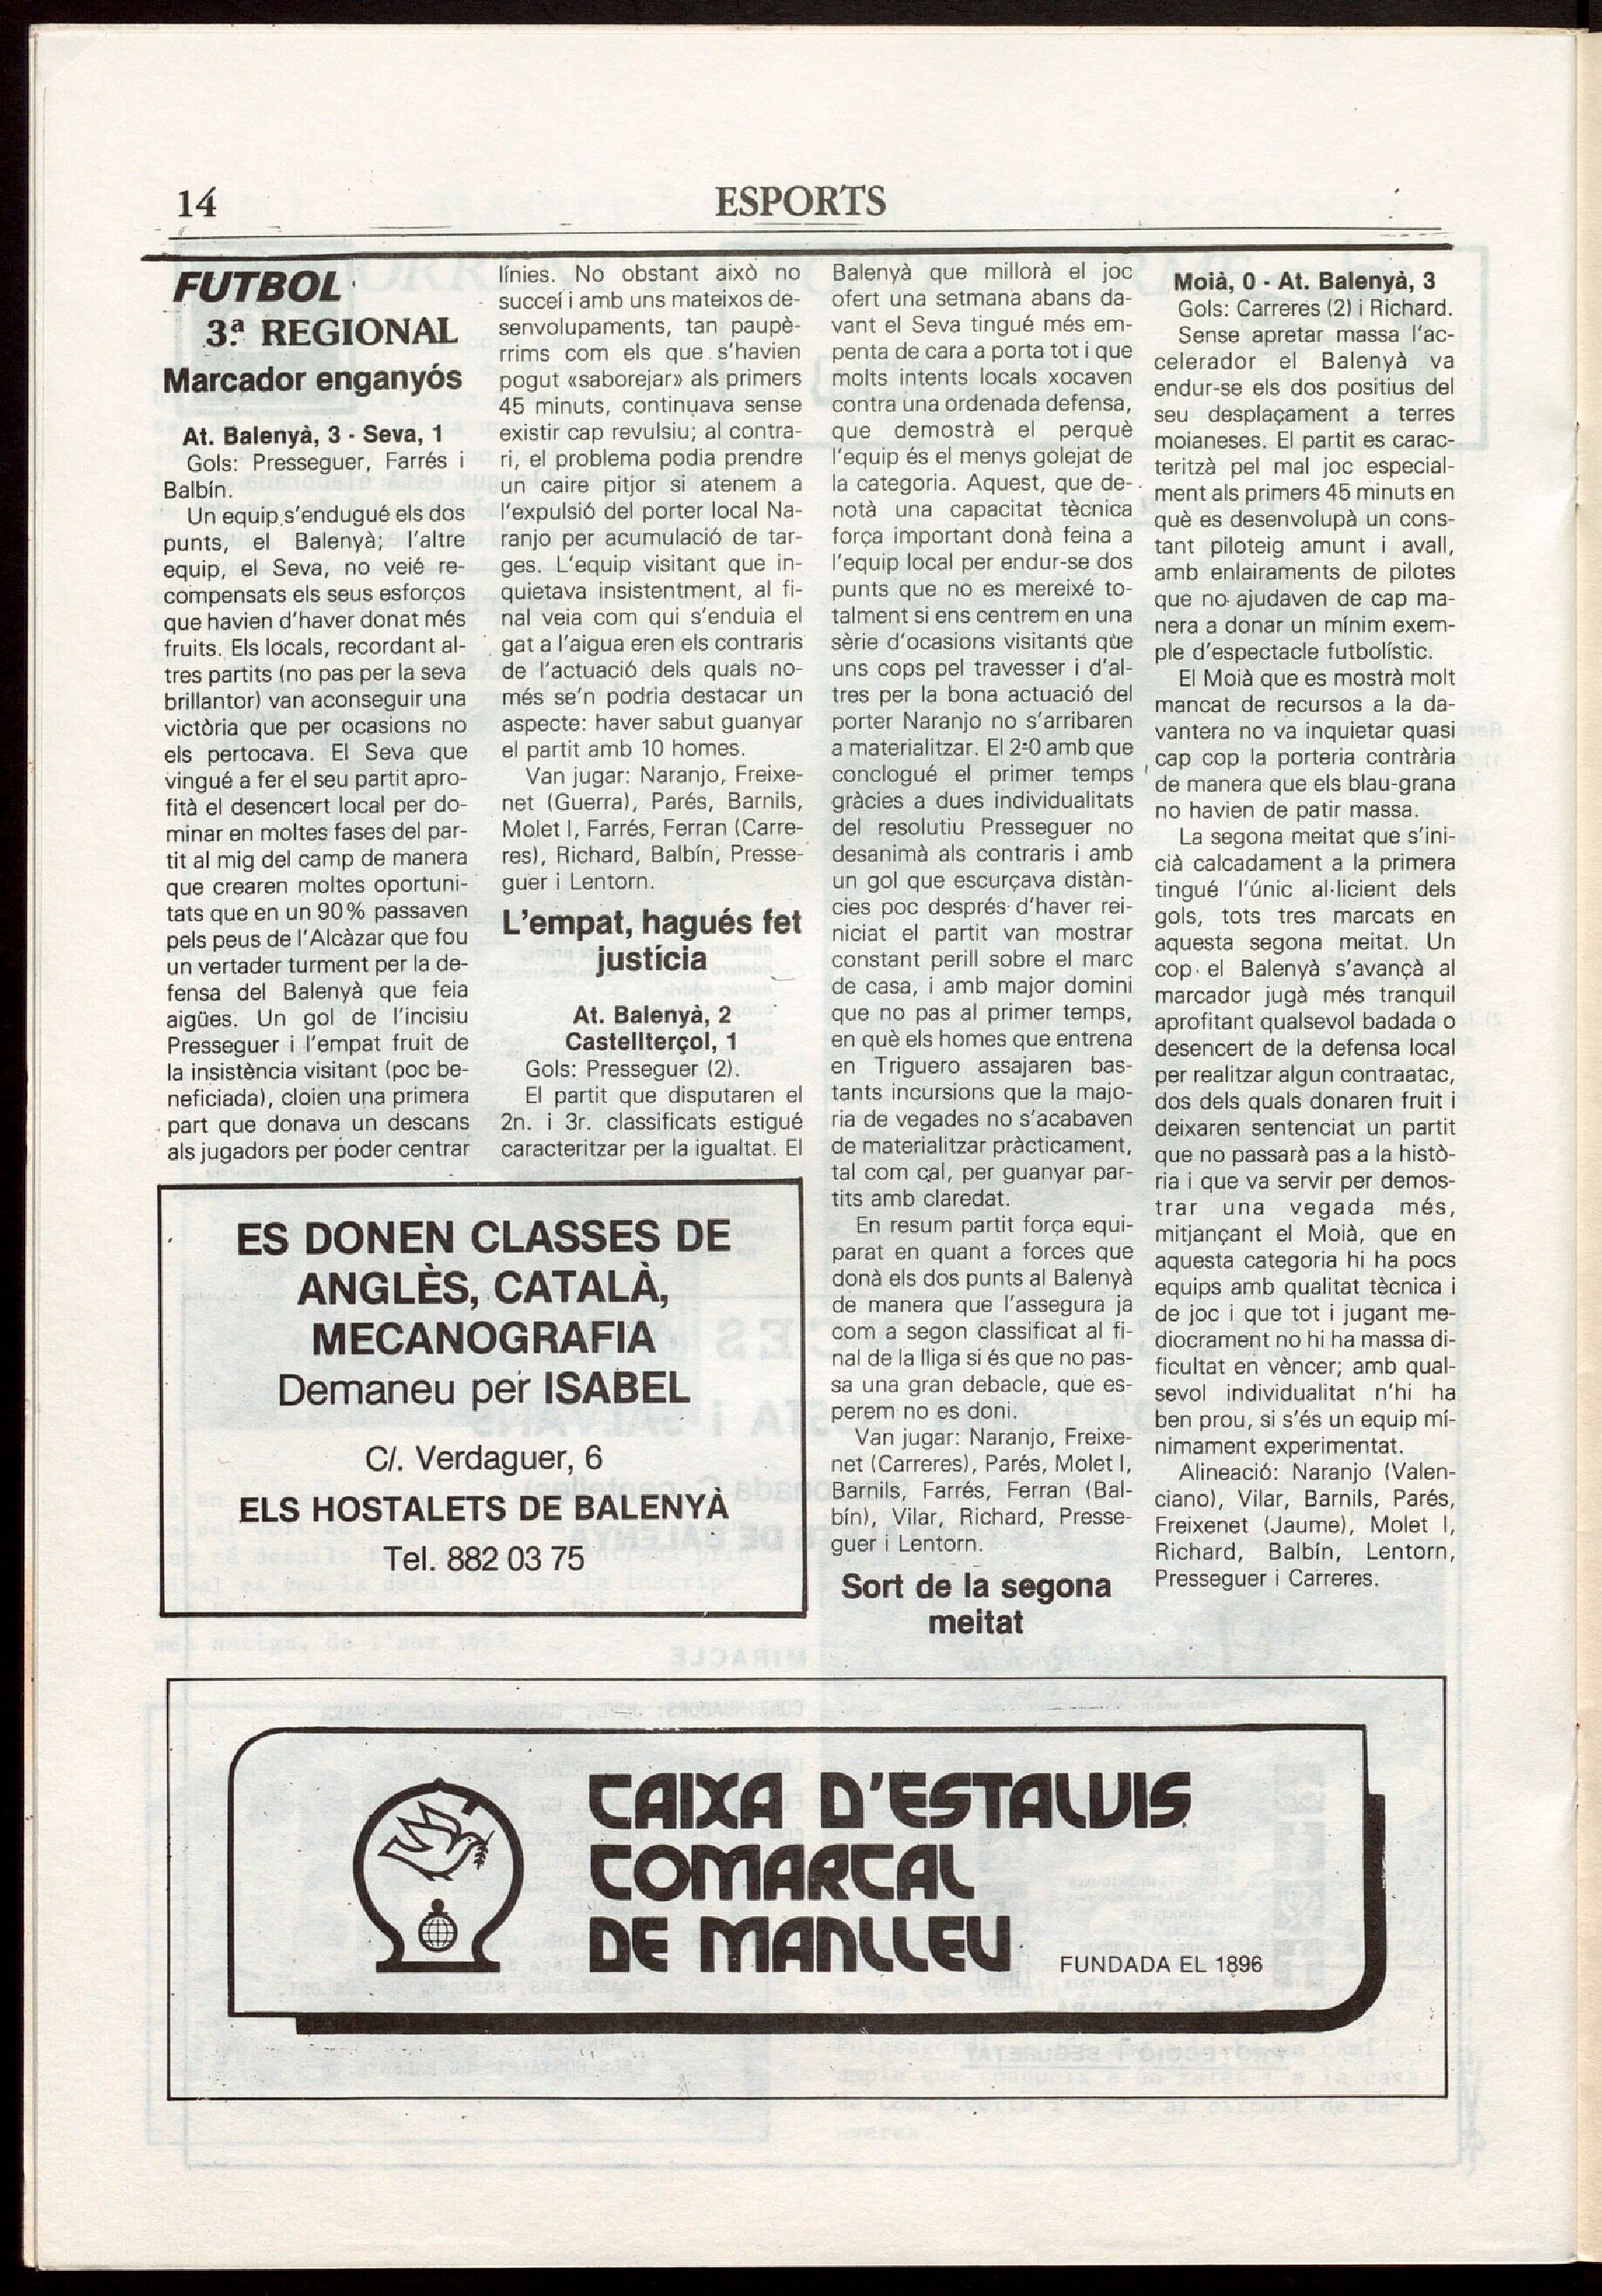 14
ESPORTS
FUTBOL
3.ª REGIONAL
Marcador enganyós
At. Balenyà, 3 - Seva, 1
Gols: Presseguer, Farrés i
Balbín.
Un equip s'endugué els dos
punts, el Balenyà; l'altre
equip, el Seva, no veié re-
compensats els seus esforços
que havien d'haver donat més
fruits. Els locals, recordant al-
tres partits (no pas per la seva
brillantor) van aconseguir una
victòria que per ocasions no
els pertocava. El Seva que
vingué a fer el seu partit apro-
fità el desencert local per do-
minar en moltes fases del par-
tit al mig del camp de manera
que crearen moltes oportuni-
tats que en un 90% passaven
pels peus de l'Alcàzar que fou
un vertader turment per la de-
fensa del Balenyà que feia
aigües. Un gol de l'incisiu
Presseguer i l'empat fruit de
la insistència visitant (poc be-
neficiada), cloïen una primera
part que donava un descans
als jugadors per poder centrar
línies. No obstant això no
succeí i amb uns mateixos de-
senvolupaments, tan paupè-
rrims com els que s'havien
pogut «saborejar» als primers
45 minuts, continuava sense
existir cap revulsiu; al contra-
ri, el problema podia prendre
un caire pitjor si atenem a
l'expulsió del porter local Na-
ranjo per acumulació de tar-
ges. L'equip visitant que in-
quietava insistentment, al fi-
nal veia com qui s'enduia el
gat a l'aigua eren els contraris
de l'actuació dels quals no-
més se'n podria destacar un
aspecte: haver sabut guanyar
el partit amb 10 homes.
Van jugar: Naranjo, Freixe-
net (Guerra), Parés, Barnils,
Molet I, Farrés, Ferran (Carre-
res), Richard, Balbín, Presse-
guer i Lentorn.
L'empat, hagués fet
justícia
At. Balenyà, 2
Castellterçol, 1
Gols: Presseguer (2).
El partit que disputaren el
2n. i 3r. classificats estigué
caracteritzar per la igualtat. El
Balenyà que millorà el joc
ofert una setmana abans da-
vant el Seva tingué més em-
penta de cara a porta tot i que
molts intents locals xocaven
contra una ordenada defensa,
que demostrà el perquè
l'equip és el menys golejat de
la categoria. Aquest, que de-
notà una capacitat tècnica
força important donà feina a
l'equip local per endur-se dos
punts que no es mereixé to-
talment si ens centrem en una
sèrie d'ocasions visitants que
uns cops pel travesser i d'al-
tres per la bona actuació del
porter Naranjo no s'arribaren
a materialitzar. El 2-0 amb que
conclogué el primer temps
gràcies a dues individualitats
del resolutiu Presseguer no
desanimà als contraris i amb
un gol que escurçava distàn-
cies poc després d'haver rei-
niciat el partit van mostrar
constant perill sobre el marc
de casa, i amb major domini
que no pas al primer temps,
en què els homes que entrena
en Triguero assajaren bas-
tants incursions que la majo-
ria de vegades no s'acabaven
de materialitzar pràcticament,
tal com cal, per guanyar par-
tits amb claredat.
En resum partit força equi-
parat en quant a forces que
donà els dos punts al Balenyà
de manera que l'assegura ja
com a segon classificat al fi-
nal de la lliga si és que no pas-
sa una gran debacle, que es-
perem no es doni.
Van jugar: Naranjo, Freixe-
net (Carreres), Parés, Molet I,
Barnils, Farrés, Ferran (Bal-
bín), Vilar, Richard, Presse-
guer i Lentorn.
Sort de la segona
meitat
Moià, 0 - At. Balenyà, 3
Gols: Carreres (2) i Richard.
Sense apretar massa l'ac-
celerador el Balenyà va
endur-se els dos positius del
seu desplaçament a terres
moianeses. El partit es carac-
teritzà pel mal joc especial-
ment als primers 45 minuts en
què es desenvolupà un cons-
tant piloteig amunt i avall,
amb enlairaments de pilotes
que no ajudaven de cap ma-
nera a donar un mínim exem-
ple d'espectacle futbolístic.
El Moià que es mostrà molt
mancat de recursos a la da-
vantera no va inquietar quasi
cap cop la porteria contrària
de manera que els blau-grana
no havien de patir massa.
La segona meitat que s'ini-
cià calcadament a la primera
tingué l'únic al·licient dels
gols, tots tres marcats en
aquesta segona meitat. Un
cop el Balenyà s'avançà al
marcador jugà més tranquil
aprofitant qualsevol badada o
desencert de la defensa local
per realitzar algun contraatac,
dos dels quals donaren fruit i
deixaren sentenciat un partit
que no passarà pas a la histò-
ria i que va servir per demos-
trar una vegada més,
mitjançant el Moià, que en
aquesta categoria hi ha pocs
equips amb qualitat tècnica i
de joc i que tot i jugant me-
diocrament no hi ha massa di-
ficultat en vèncer; amb qual-
sevol individualitat n'hi ha
ben prou, si s'és un equip mí-
nimament experimentat.
Alineació: Naranjo (Valen-
ciano), Vilar, Barnils, Parés,
Freixenet (Jaume), Molet I,
Richard, Balbín, Lentorn,
Presseguer i Carreres.
ES DONEN CLASSES DE
ANGLÈS, CATALÀ,
MECANOGRAFIA
Demaneu per ISABEL
C/. Verdaguer, 6
ELS HOSTALETS DE BALENYÀ
Tel. 882 03 75
CAIXA D'ESTALVIS
COMARCAL
DE MANLLEU
FUNDADA EL 1896